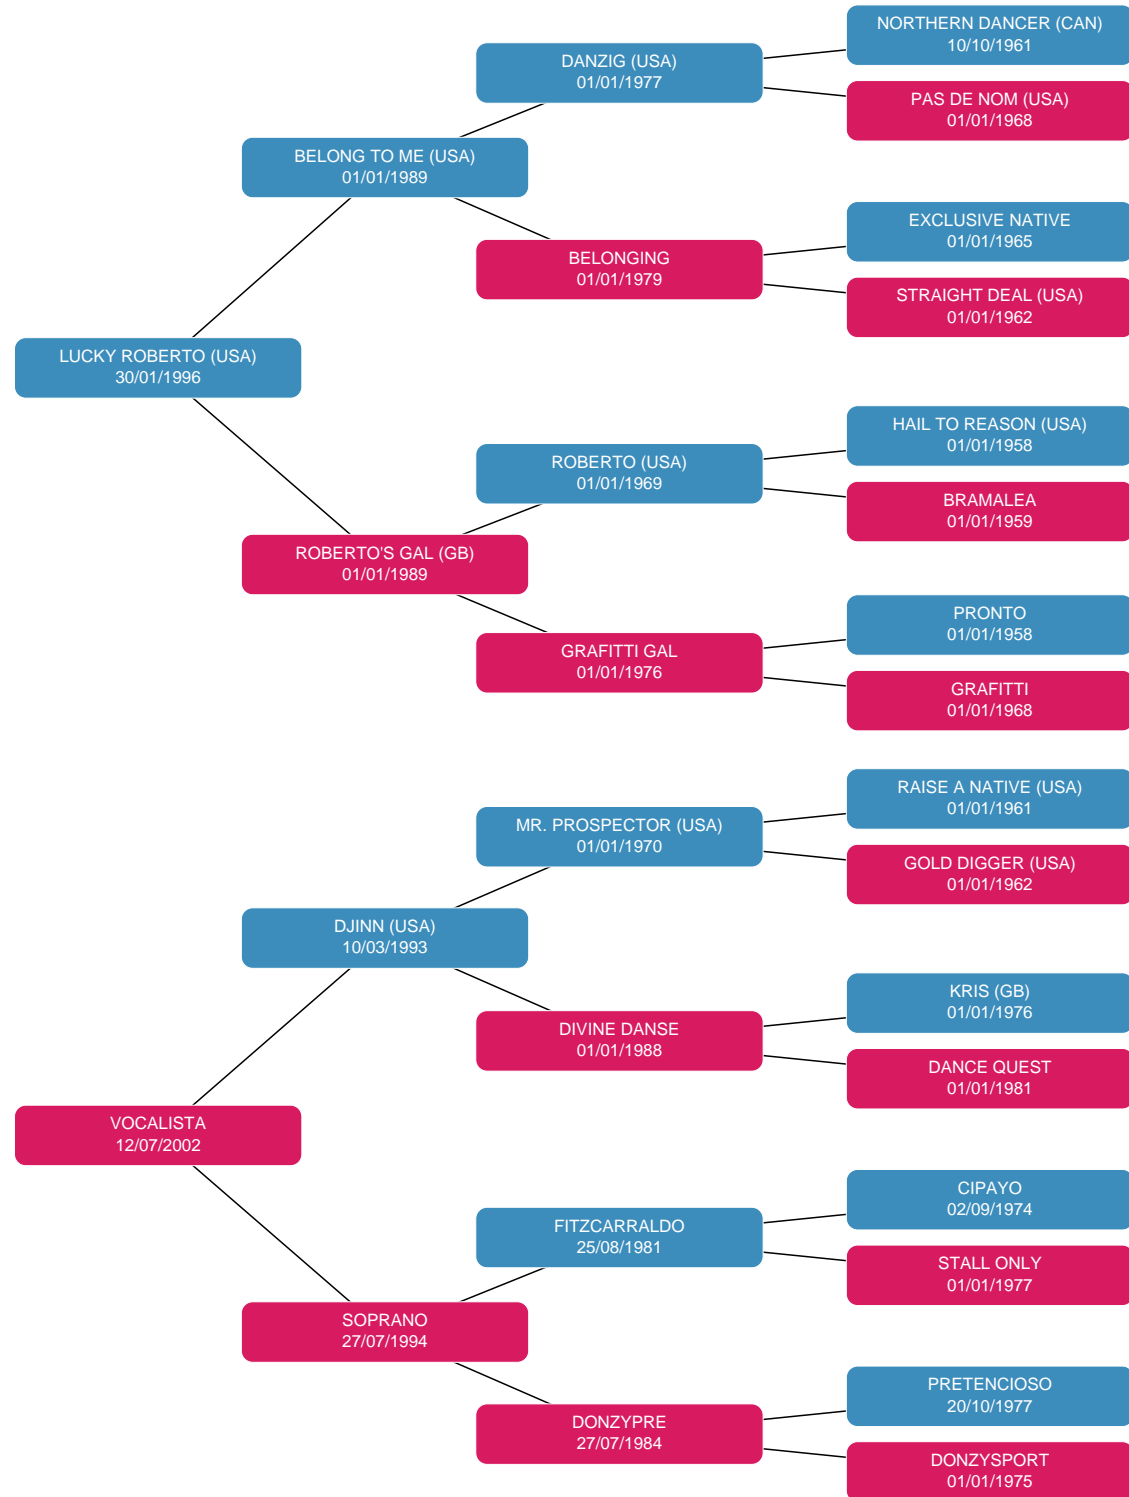 NORTHERN DANCER (CAN)
10/10/1961
DANZIG (USA)
01/01/1977
PAS DE NOM (USA)
01/01/1968
BELONG TO ME (USA)
01/01/1989
EXCLUSIVE NATIVE
01/01/1965
BELONGING
01/01/1979
STRAIGHT DEAL (USA)
01/01/1962
LUCKY ROBERTO (USA)
30/01/1996
HAIL TO REASON (USA)
01/01/1958
ROBERTO (USA)
01/01/1969
BRAMALEA
01/01/1959
ROBERTO'S GAL (GB)
01/01/1989
PRONTO
01/01/1958
GRAFITTI GAL
01/01/1976
GRAFITTI
01/01/1968
RAISE A NATIVE (USA)
01/01/1961
MR. PROSPECTOR (USA)
01/01/1970
GOLD DIGGER (USA)
01/01/1962
DJINN (USA)
10/03/1993
KRIS (GB)
01/01/1976
DIVINE DANSE
01/01/1988
DANCE QUEST
01/01/1981
VOCALISTA
12/07/2002
CIPAYO
02/09/1974
FITZCARRALDO
25/08/1981
STALL ONLY
01/01/1977
SOPRANO
27/07/1994
PRETENCIOSO
20/10/1977
DONZYPRE
27/07/1984
DONZYSPORT
01/01/1975